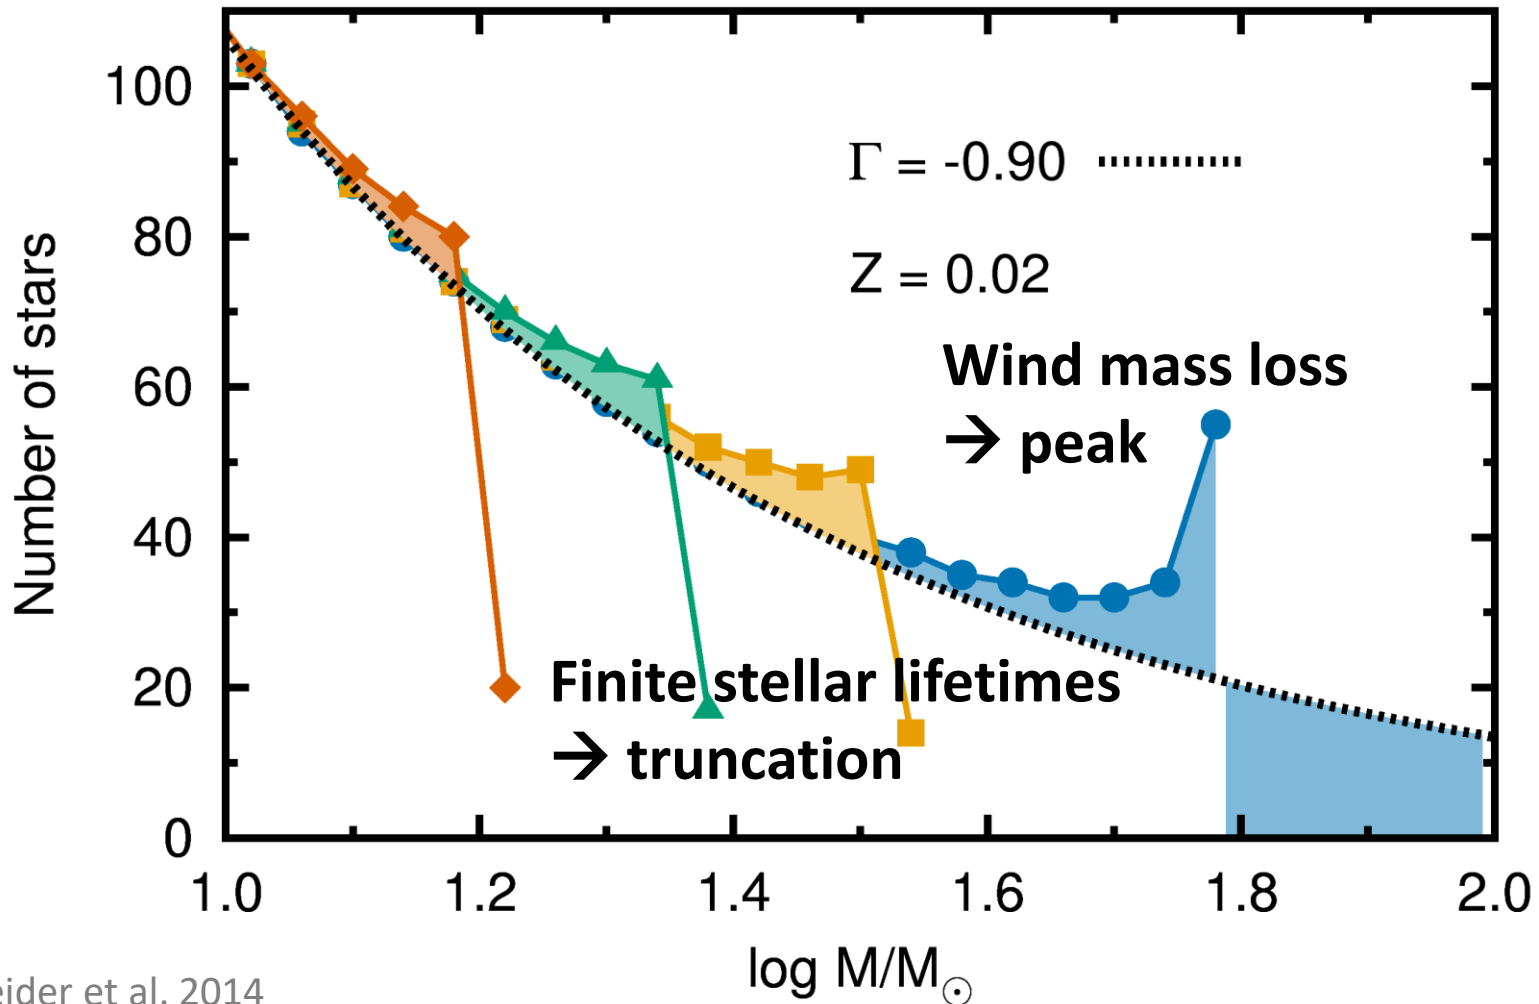 100
80
60
40
20
0
Number of stars
Γ = -0.90
Z = 0.02
Wind mass loss
→ peak
Finite stellar lifetimes
→ truncation
1.0 1.2 1.4 1.6 1.8 2.0
log M/M☉
eider et al. 2014